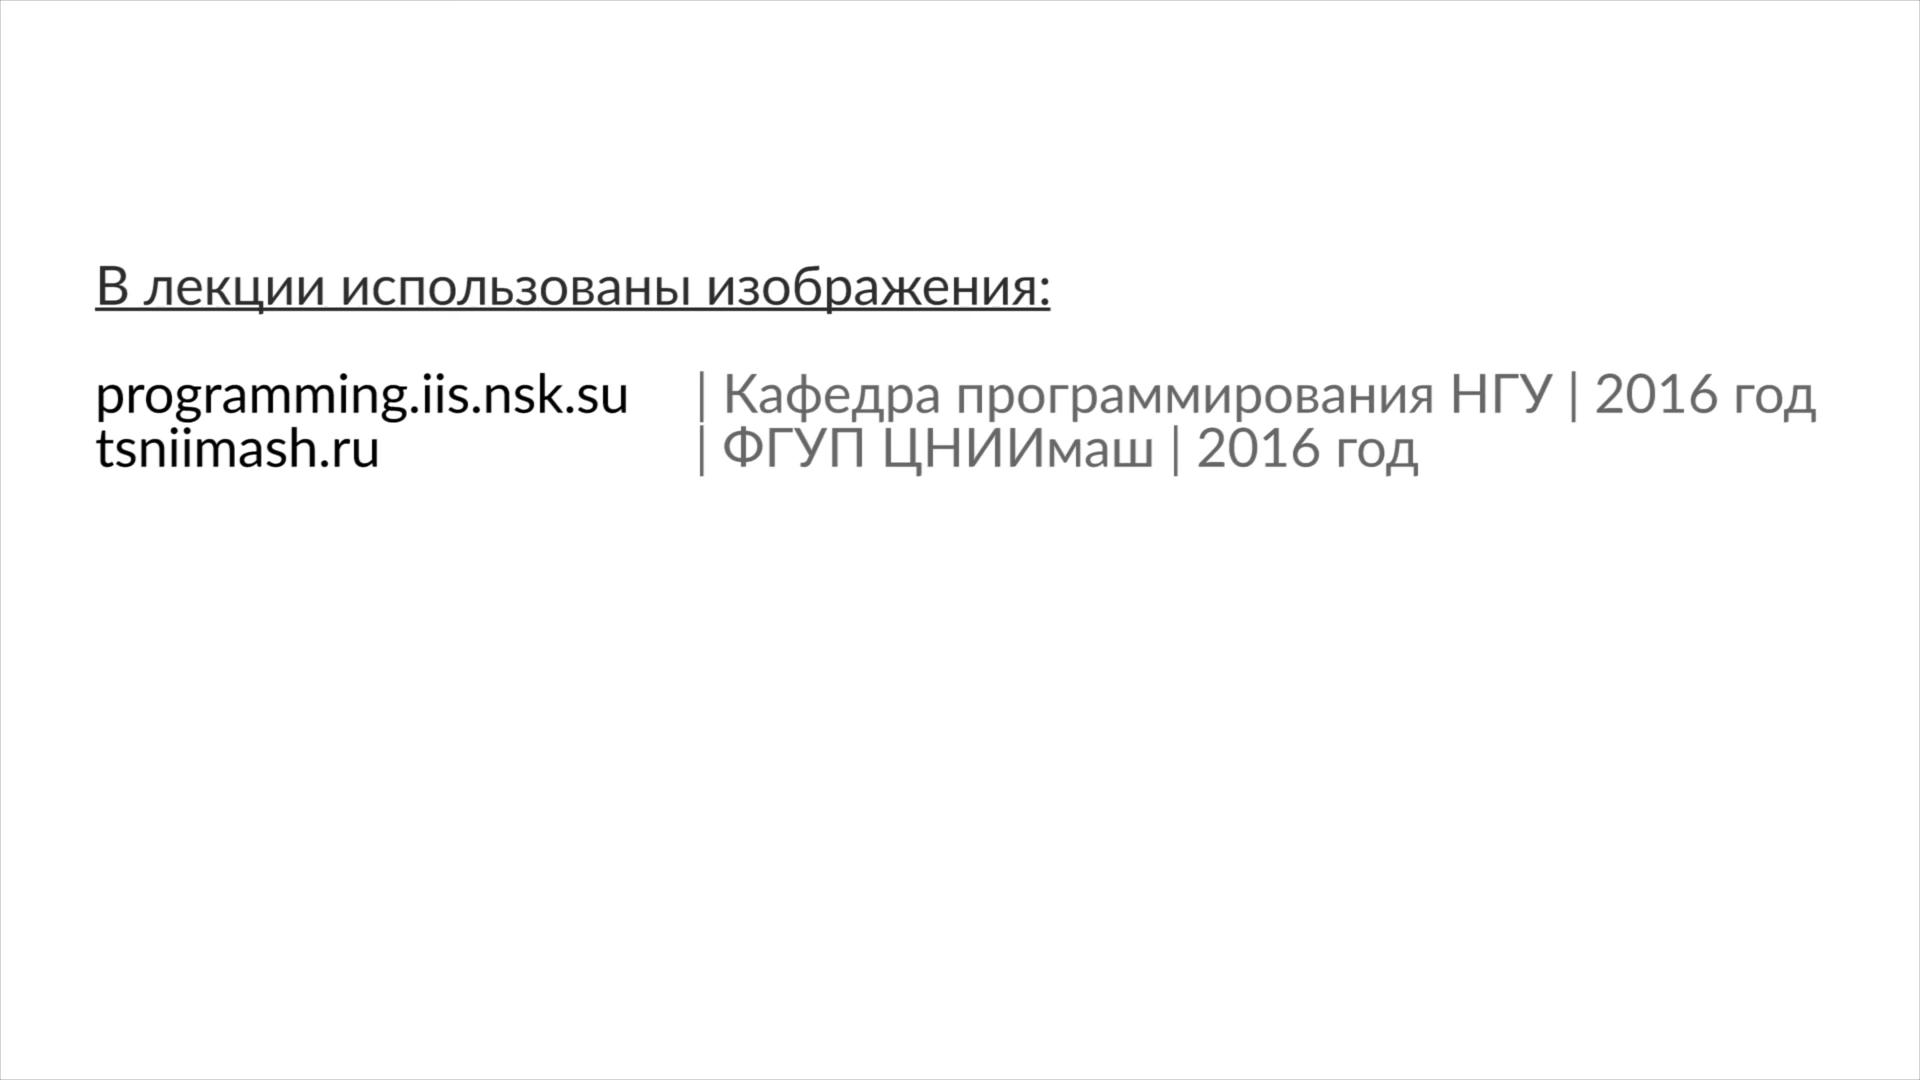 В лекции использованы изображения:
programming.iis.nsk.su | Кафедра программирования НГУ | 2016 год
tsniimash.ru | ФГУП ЦНИИмаш | 2016 год